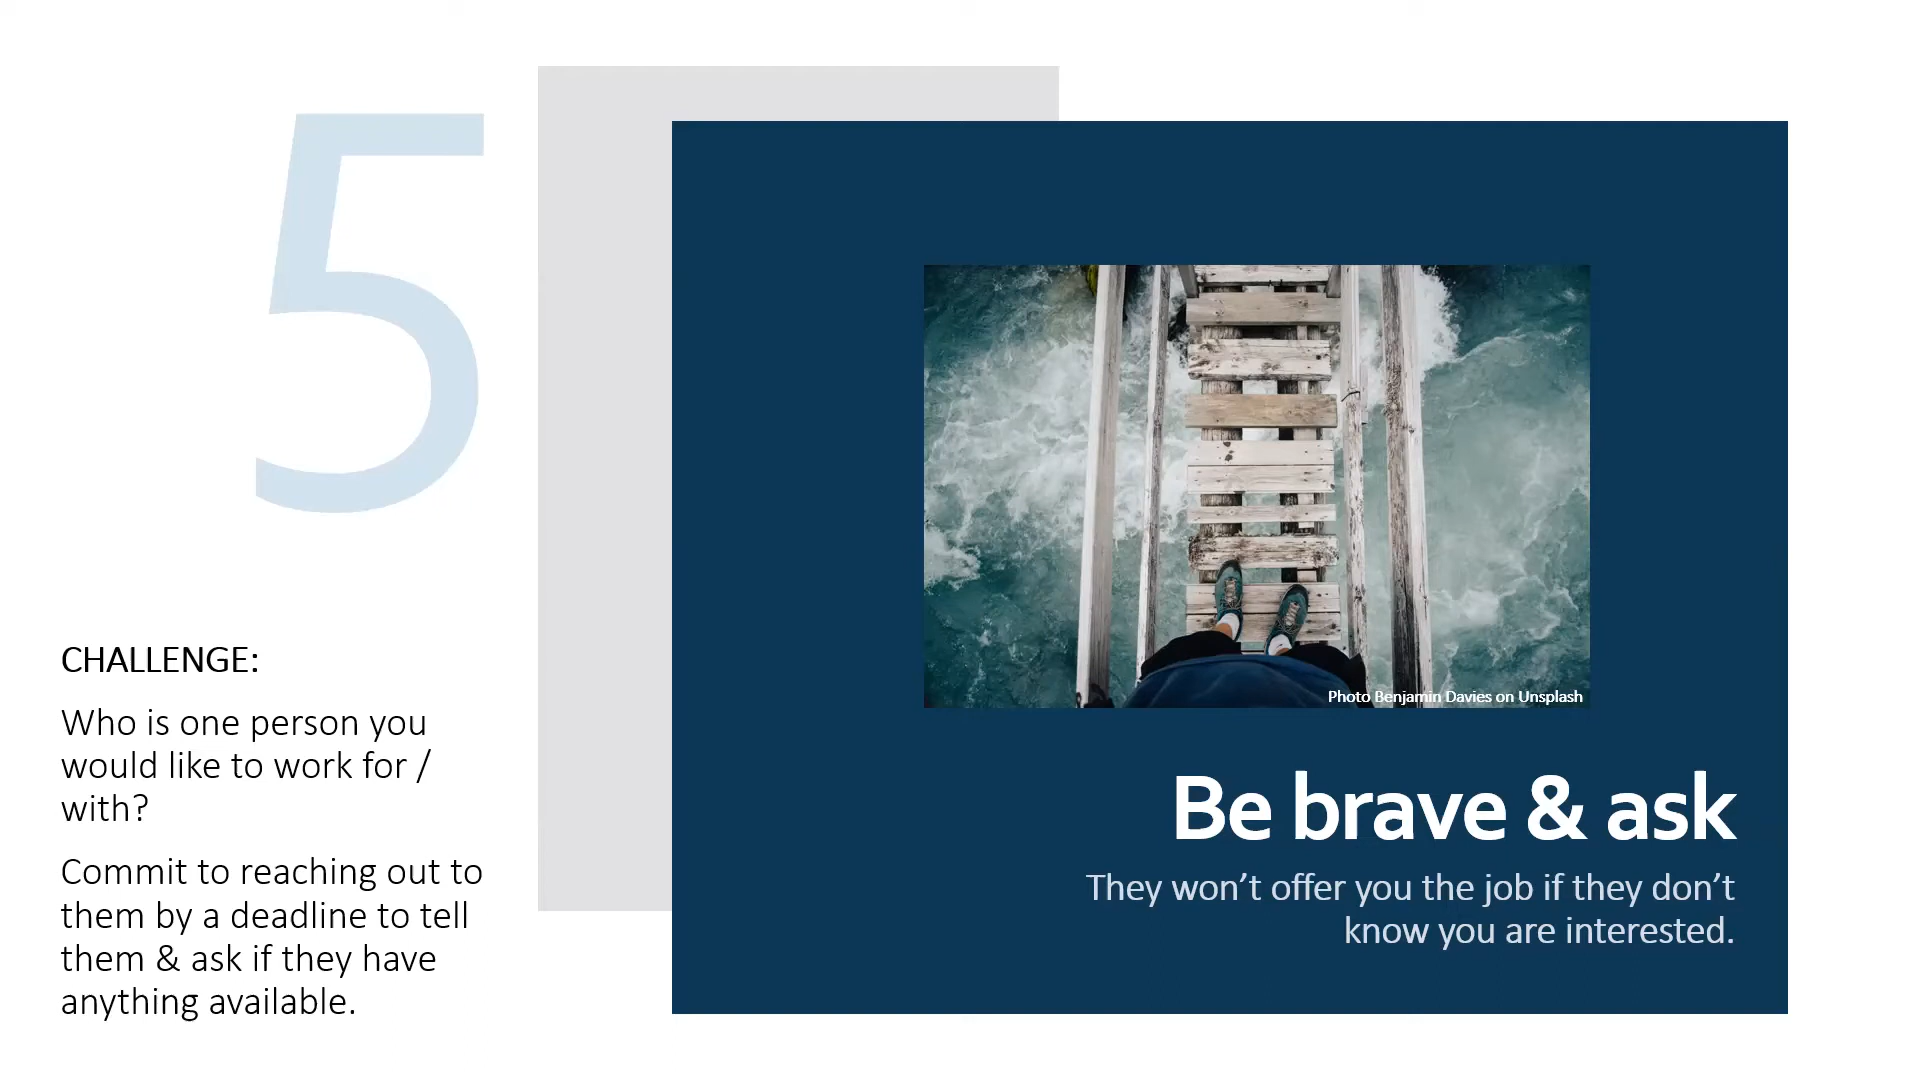 5
CHALLENGE:
Who is one person you
would like to work for /
with?
Commit to reaching out to
them by a deadline to tell
them & ask if they have
anything available.
Photo Benjamin Davies on Unsplash
Be brave & ask
They won’t offer you the job if they don’t
know you are interested.